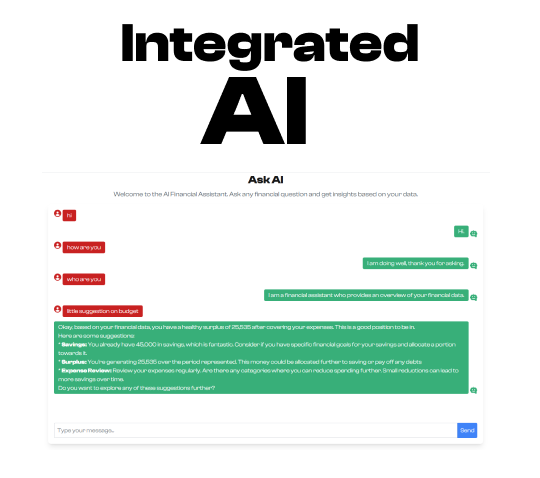 Integrated
AI
Ask AI
Welcome to the AI Financial Assistant. Ask any financial question and get insights based on your data.
hi
Hi.
how are you
I am doing well, thank you for asking.
who are you
I am a financial assistant who provides an overview of your financial data.
little suggestion on budget
Okay, based on your financial data, you have a healthy surplus of 25,535 after covering your expenses. This is a good position to be in.
Here are some suggestions:
* Savings: You already have 45,000 in savings, which is fantastic. Consider if you have specific financial goals for your savings and allocate a portion
towards it.
* Surplus: You're generating 25,535 over the period represented. This money could be allocated further to saving or pay off any debts
* Expense Review: Review your expenses regularly. Are there any categories where you can reduce spending further. Small reductions can lead to
more savings over time.
Do you want to explore any of these suggestions further?
Type your message...
Send